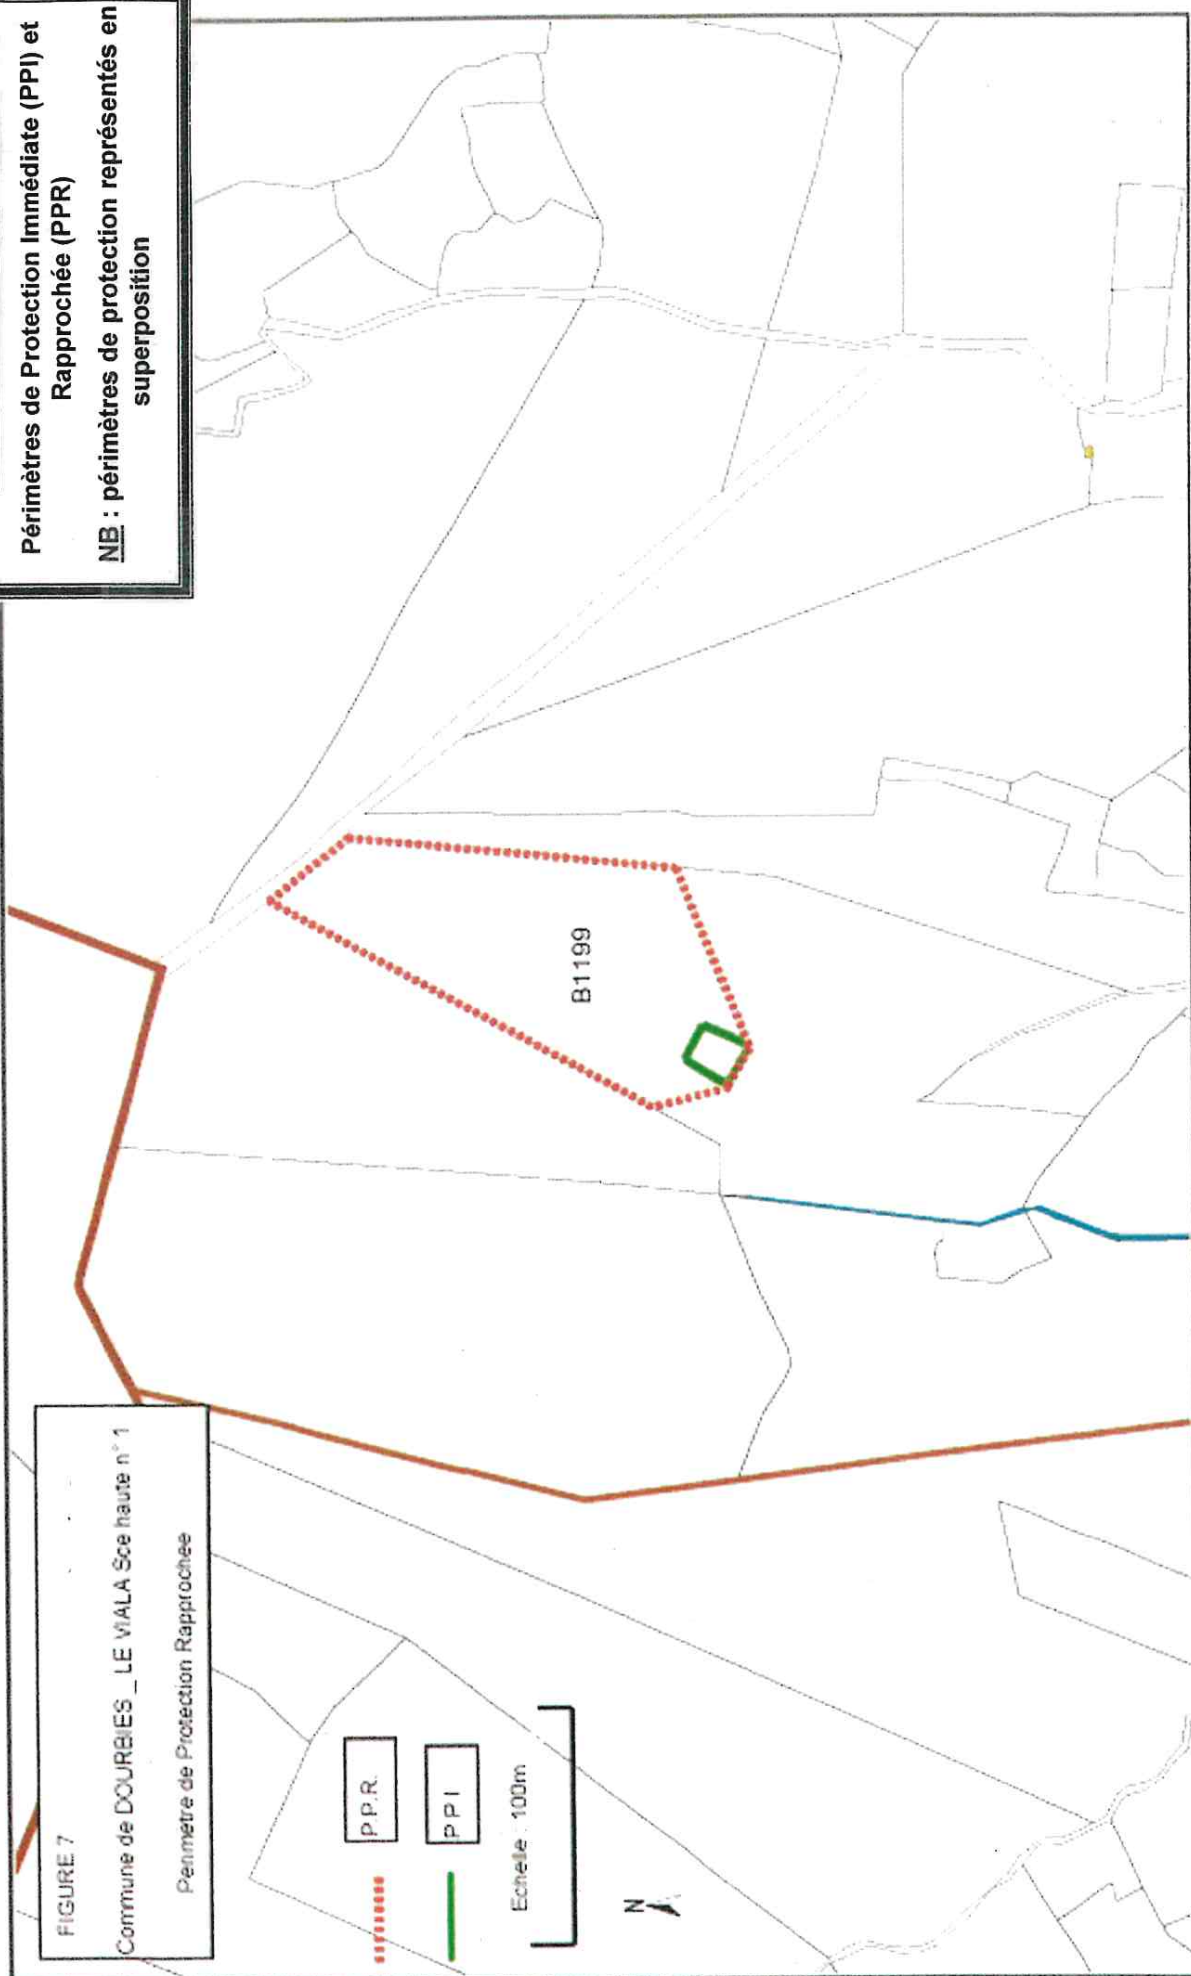 FIGURE 7
Commune de DOURBIES _ LE VIALA Sce haute n° 1
Perimetre de Protection Rapprochee
P.P.R.
P P I
Echelle : 100m
N
B1199
Périmètres de Protection Immédiate (PPI) et
Rapprochée (PPR)
NB : périmètres de protection représentés en
superposition